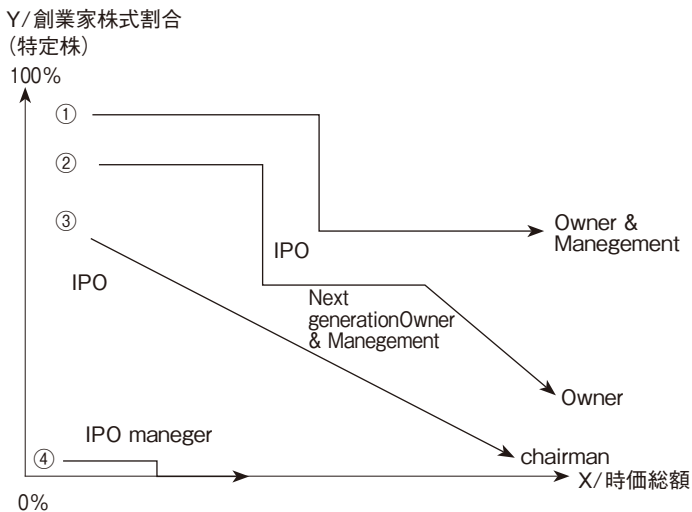 Y/創業家株式割合
（特定株）
100%
①
②
③
Owner &
Manegement
IPO
IPO
Next
generationOwner
& Manegement
Owner
IPO maneger
④
chairman
X/時価総額
0%